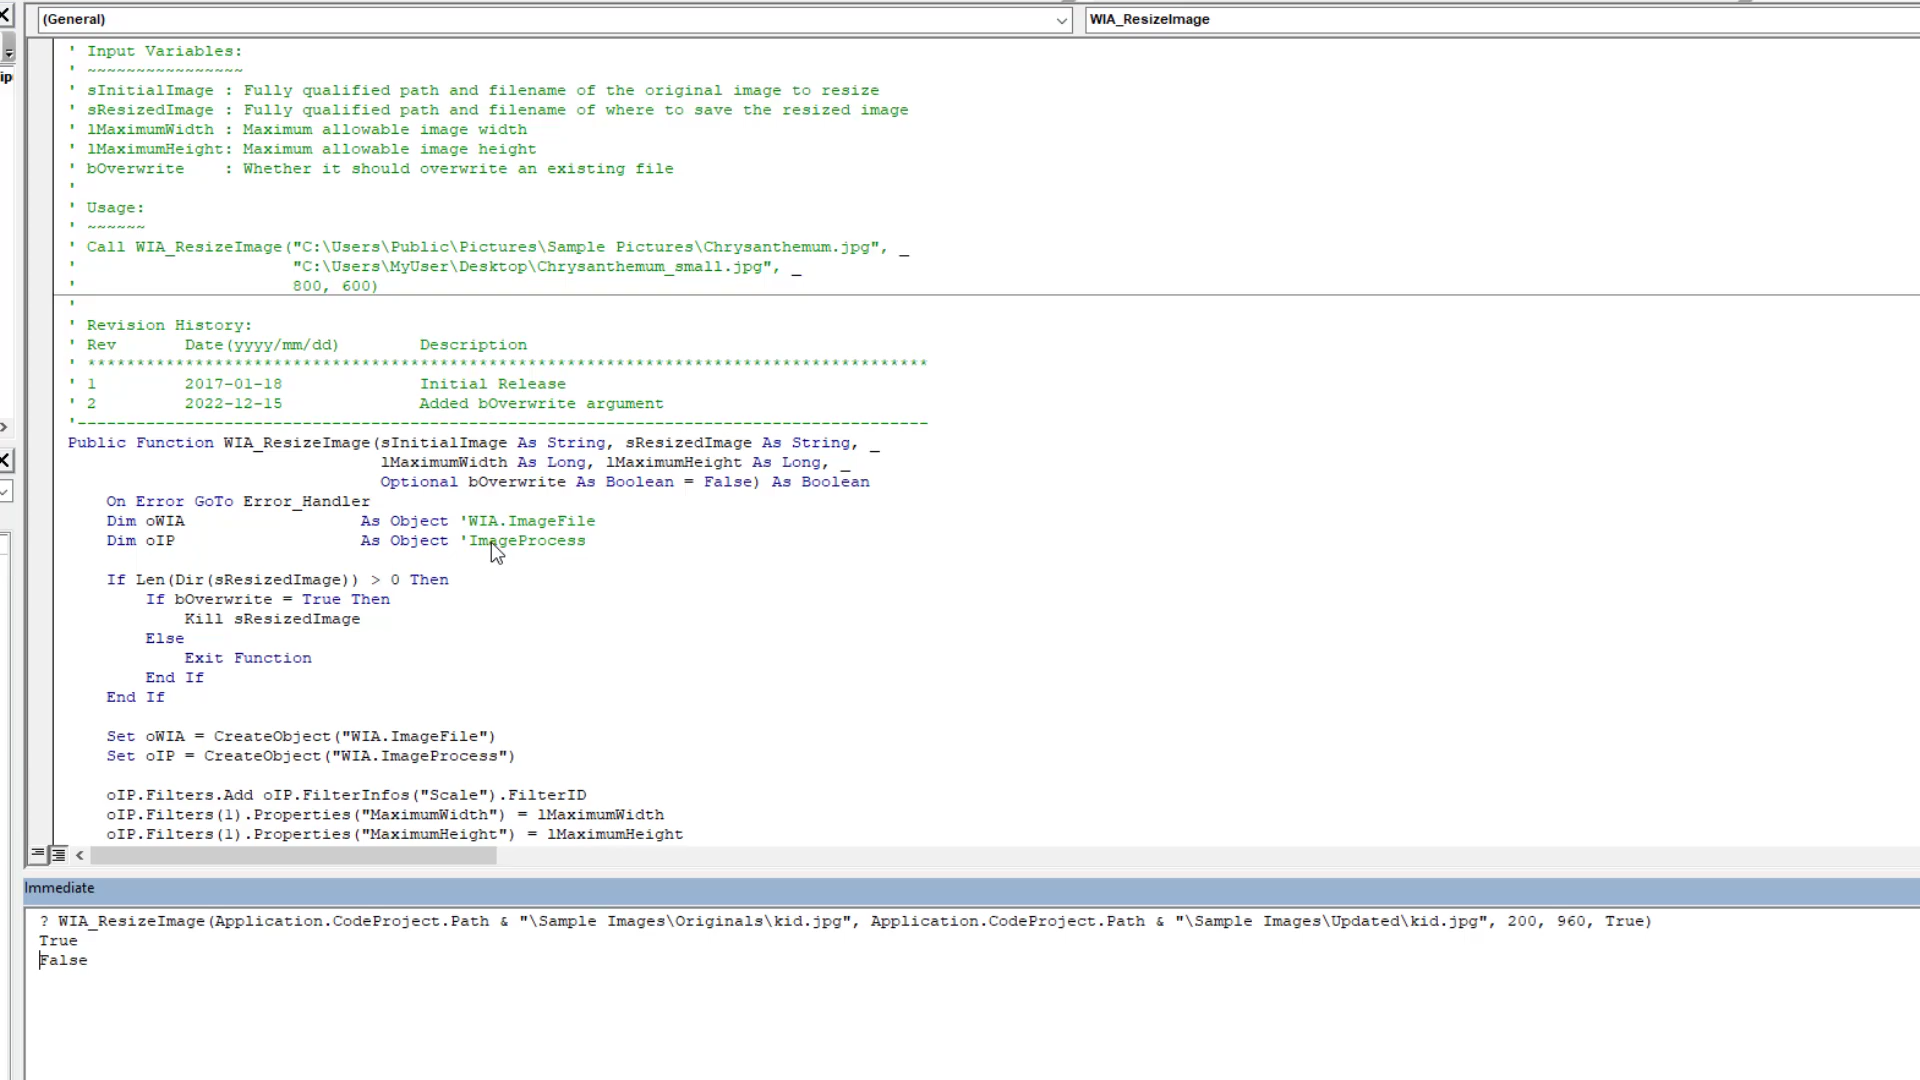 (General)
WIA_ResizeImage
ip
' Input Variables:
' ~~~~~~~~~~~~~~~~
' sInitialImage : Fully qualified path and filename of the original image to resize
' sResizedImage : Fully qualified path and filename of where to save the resized image
' lMaximumWidth : Maximum allowable image width
' lMaximumHeight: Maximum allowable image height
' bOverwrite    : Whether it should overwrite an existing file
'
' Usage:
' ~~~~~~
' Call WIA_ResizeImage("C:\Users\Public\Pictures\Sample Pictures\Chrysanthemum.jpg", _
'                      "C:\Users\MyUser\Desktop\Chrysanthemum_small.jpg", _
'                      800, 600)
'
' Revision History:
' Rev       Date(yyyy/mm/dd)        Description
' **************************************************************************************
' 1         2017-01-18              Initial Release
' 2         2022-12-15              Added bOverwrite argument
'---------------------------------------------------------------------------------------
Public Function WIA_ResizeImage(sInitialImage As String, sResizedImage As String, _
                                lMaximumWidth As Long, lMaximumHeight As Long, _
                                Optional bOverwrite As Boolean = False) As Boolean
    On Error GoTo Error_Handler
    Dim oWIA                  As Object 'WIA.ImageFile
    Dim oIP                   As Object 'ImageProcess
    If Len(Dir(sResizedImage)) > 0 Then
        If bOverwrite = True Then
            Kill sResizedImage
        Else
            Exit Function
        End If
    End If
    Set oWIA = CreateObject("WIA.ImageFile")
    Set oIP = CreateObject("WIA.ImageProcess")
    oIP.Filters.Add oIP.FilterInfos("Scale").FilterID
    oIP.Filters(1).Properties("MaximumWidth") = lMaximumWidth
    oIP.Filters(1).Properties("MaximumHeight") = lMaximumHeight
Immediate
? WIA_ResizeImage(Application.CodeProject.Path & "\Sample Images\Originals\kid.jpg", Application.CodeProject.Path & "\Sample Images\Updated\kid.jpg", 200, 960, True)
True
False